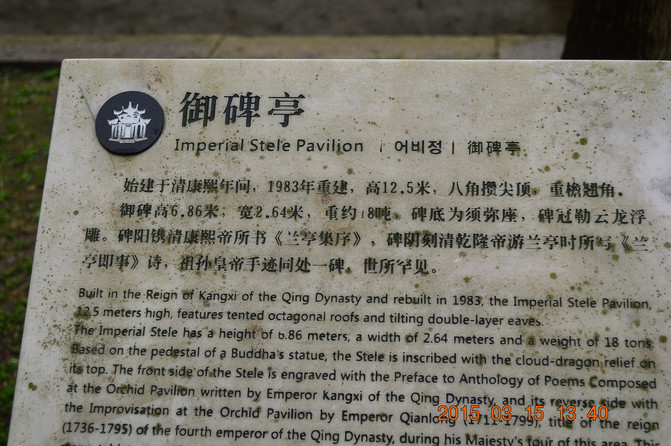 御碑亭
Imperial Stele Pavilion | 어비정 | 御碑亭
始建于清康熙年间，1983年重建，高12.5米，八角攒尖顶，重檐翘角。
御碑高6.86米，宽2.64米，重约18吨。碑底为须弥座，碑冠勒云龙浮
雕。碑阳镌清康熙帝所书《兰亭集序》，碑阴刻清乾隆帝游兰亭时所写《兰
亭即事》诗，祖孙皇帝手迹同处一碑，世所罕见。
Built in the Reign of Kangxi of the Qing Dynasty and rebuilt in 1983, the Imperial Stele Pavilion,
12.5 meters high, features tented octagonal roofs and tilting double-layer eaves.
The Imperial Stele has a height of 6.86 meters, a width of 2.64 meters and a weight of 18 tons.
Based on the pedestal of a Buddha's statue, the Stele is inscribed with the cloud-dragon relief on
its top. The front side of the Stele is engraved with the Preface to Anthology of Poems Composed
at the Orchid Pavilion written by Emperor Kangxi of the Qing Dynasty, and its reverse side with
the Improvisation at the Orchid Pavilion by Emperor Qianlong (1711-1799), title of the reign
(1736-1795) of the fourth emperor of the Qing Dynasty, during his Majesty's tour of this area. The
2015.03.15 13:40